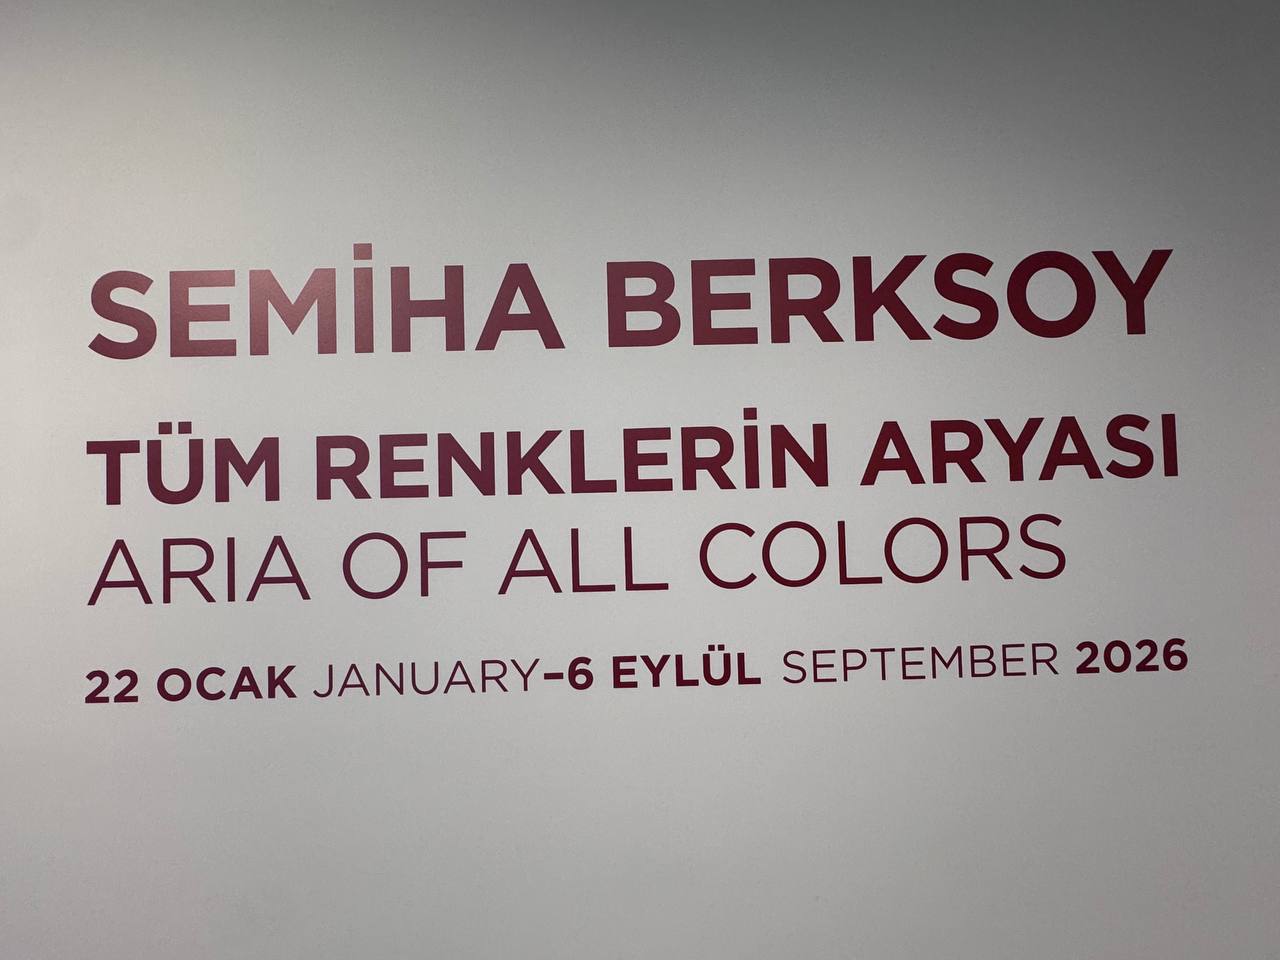 SEMİHA BERKSOY
TÜM RENKLERİN ARYASI
ARIA OF ALL COLORS
22 OCAK JANUARY–6 EYLÜL SEPTEMBER 2026